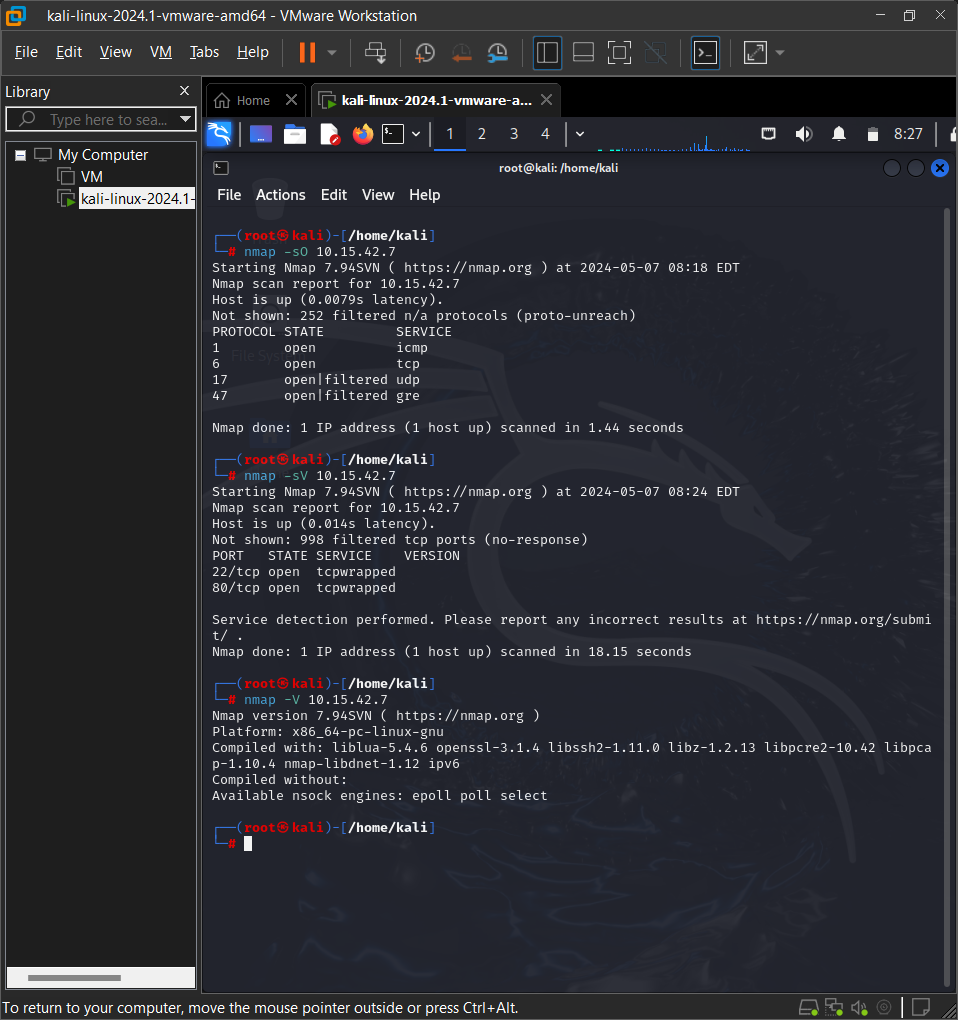 kali-linux-2024.1-vmware-amd64 - VMware Workstation
File Edit View VM Tabs Help
Library
Type here to sea...
My Computer
VM
kali-linux-2024.1-
Home
kali-linux-2024.1-vmware-a...
1 2 3 4
8:27
root@kali: /home/kali
File Actions Edit View Help
File Sys
┌──(root㉿kali)-[/home/kali]
└─# nmap -sO 10.15.42.7
Starting Nmap 7.94SVN ( https://nmap.org ) at 2024-05-07 08:18 EDT
Nmap scan report for 10.15.42.7
Host is up (0.0079s latency).
Not shown: 252 filtered n/a protocols (proto-unreach)
PROTOCOL STATE         SERVICE
1        open          icmp
6        open          tcp
17       open|filtered udp
47       open|filtered gre
Nmap done: 1 IP address (1 host up) scanned in 1.44 seconds
┌──(root㉿kali)-[/home/kali]
└─# nmap -sV 10.15.42.7
Starting Nmap 7.94SVN ( https://nmap.org ) at 2024-05-07 08:24 EDT
Nmap scan report for 10.15.42.7
Host is up (0.014s latency).
Not shown: 998 filtered tcp ports (no-response)
PORT   STATE SERVICE    VERSION
22/tcp open  tcpwrapped
80/tcp open  tcpwrapped
Service detection performed. Please report any incorrect results at https://nmap.org/submi
t/ .
Nmap done: 1 IP address (1 host up) scanned in 18.15 seconds
┌──(root㉿kali)-[/home/kali]
└─# nmap -V 10.15.42.7
Nmap version 7.94SVN ( https://nmap.org )
Platform: x86_64-pc-linux-gnu
Compiled with: liblua-5.4.6 openssl-3.1.4 libssh2-1.11.0 libz-1.2.13 libpcre2-10.42 libpca
p-1.10.4 nmap-libdnet-1.12 ipv6
Compiled without:
Available nsock engines: epoll poll select
┌──(root㉿kali)-[/home/kali]
└─#
To return to your computer, move the mouse pointer outside or press Ctrl+Alt.